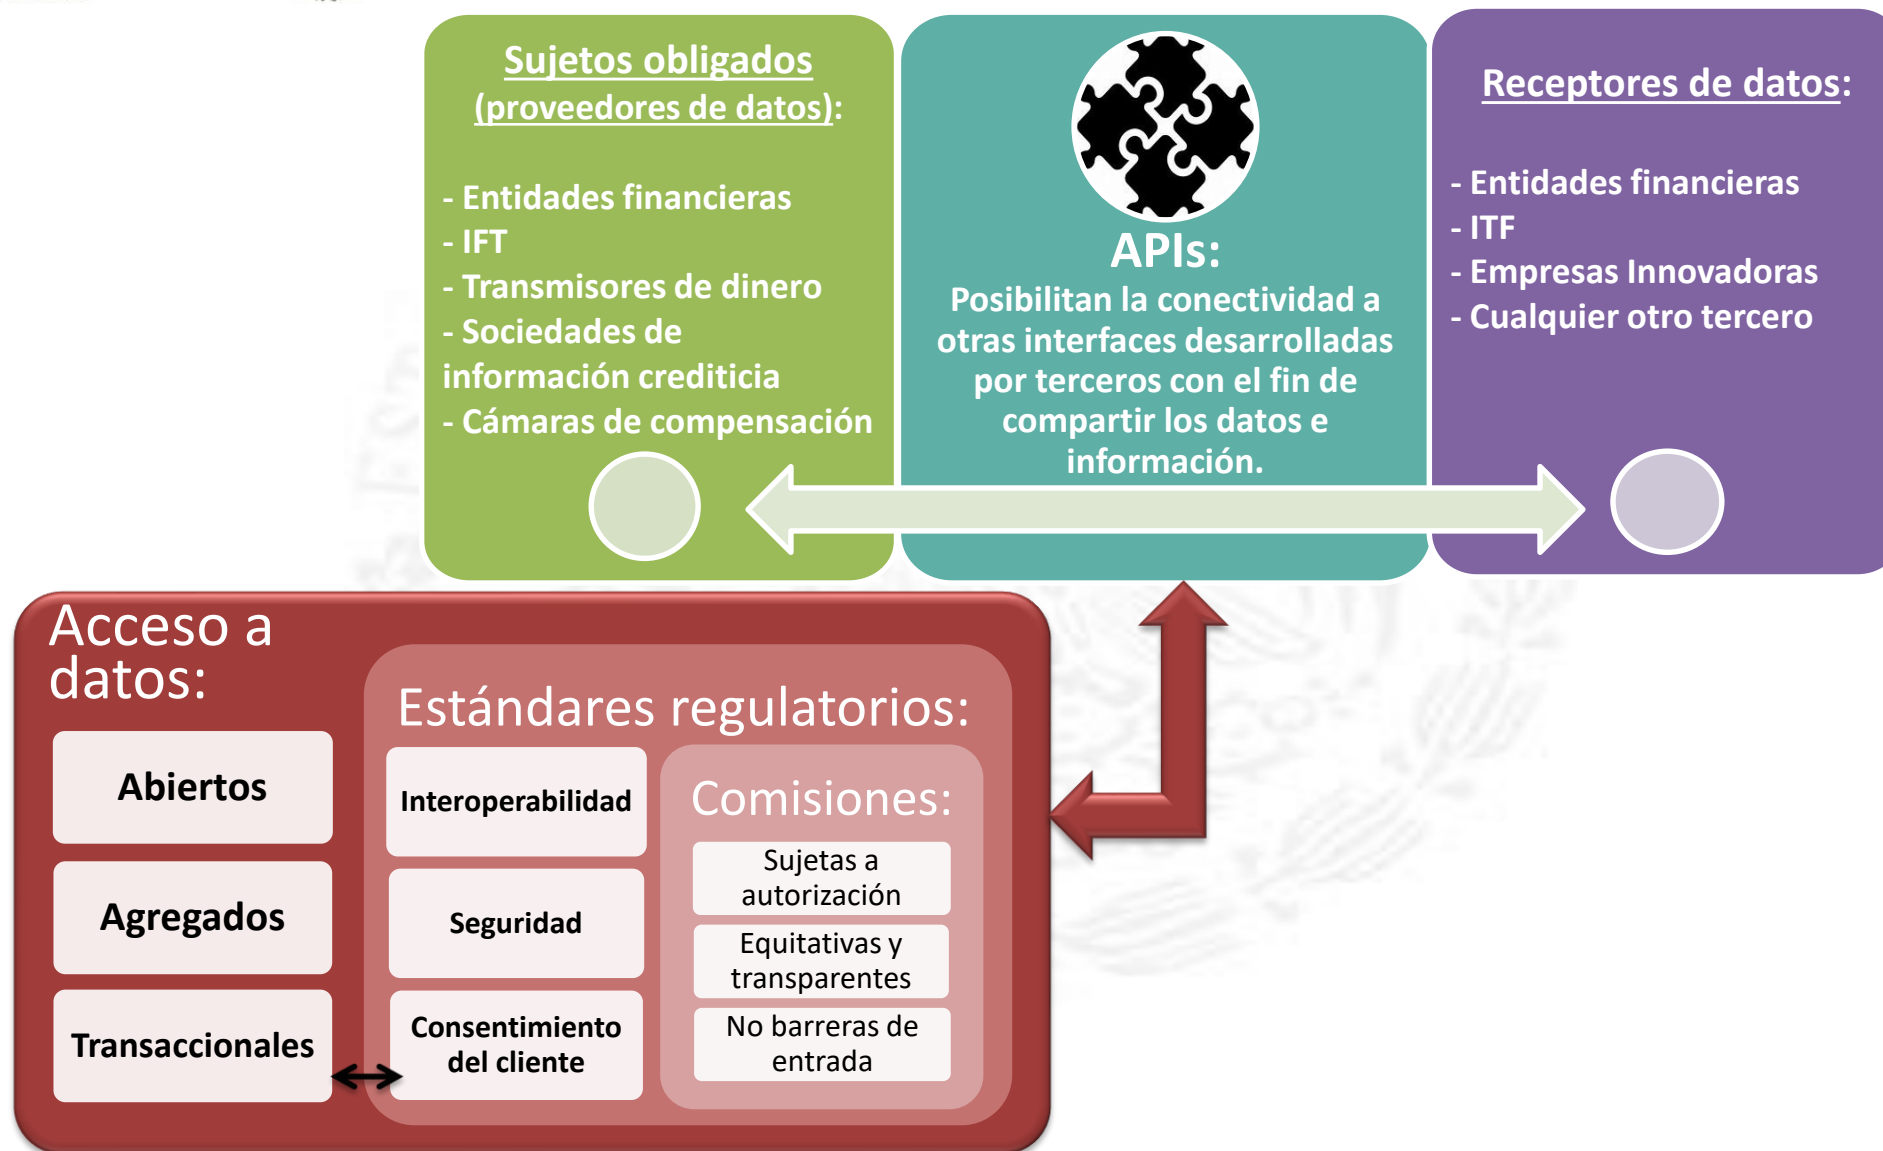 Sujetos obligados
(proveedores de datos):
- Entidades financieras
- IFT
- Transmisores de dinero
- Sociedades de
información crediticia
- Cámaras de compensación
APIs:
Posibilitan la conectividad a
otras interfaces desarrolladas
por terceros con el fin de
compartir los datos e
información.
Receptores de datos:
- Entidades financieras
- ITF
- Empresas Innovadoras
- Cualquier otro tercero
Acceso a
datos:
Abiertos
Agregados
Transaccionales
Estándares regulatorios:
Interoperabilidad
Seguridad
Consentimiento
del cliente
Comisiones:
Sujetas a
autorización
Equitativas y
transparentes
No barreras de
entrada